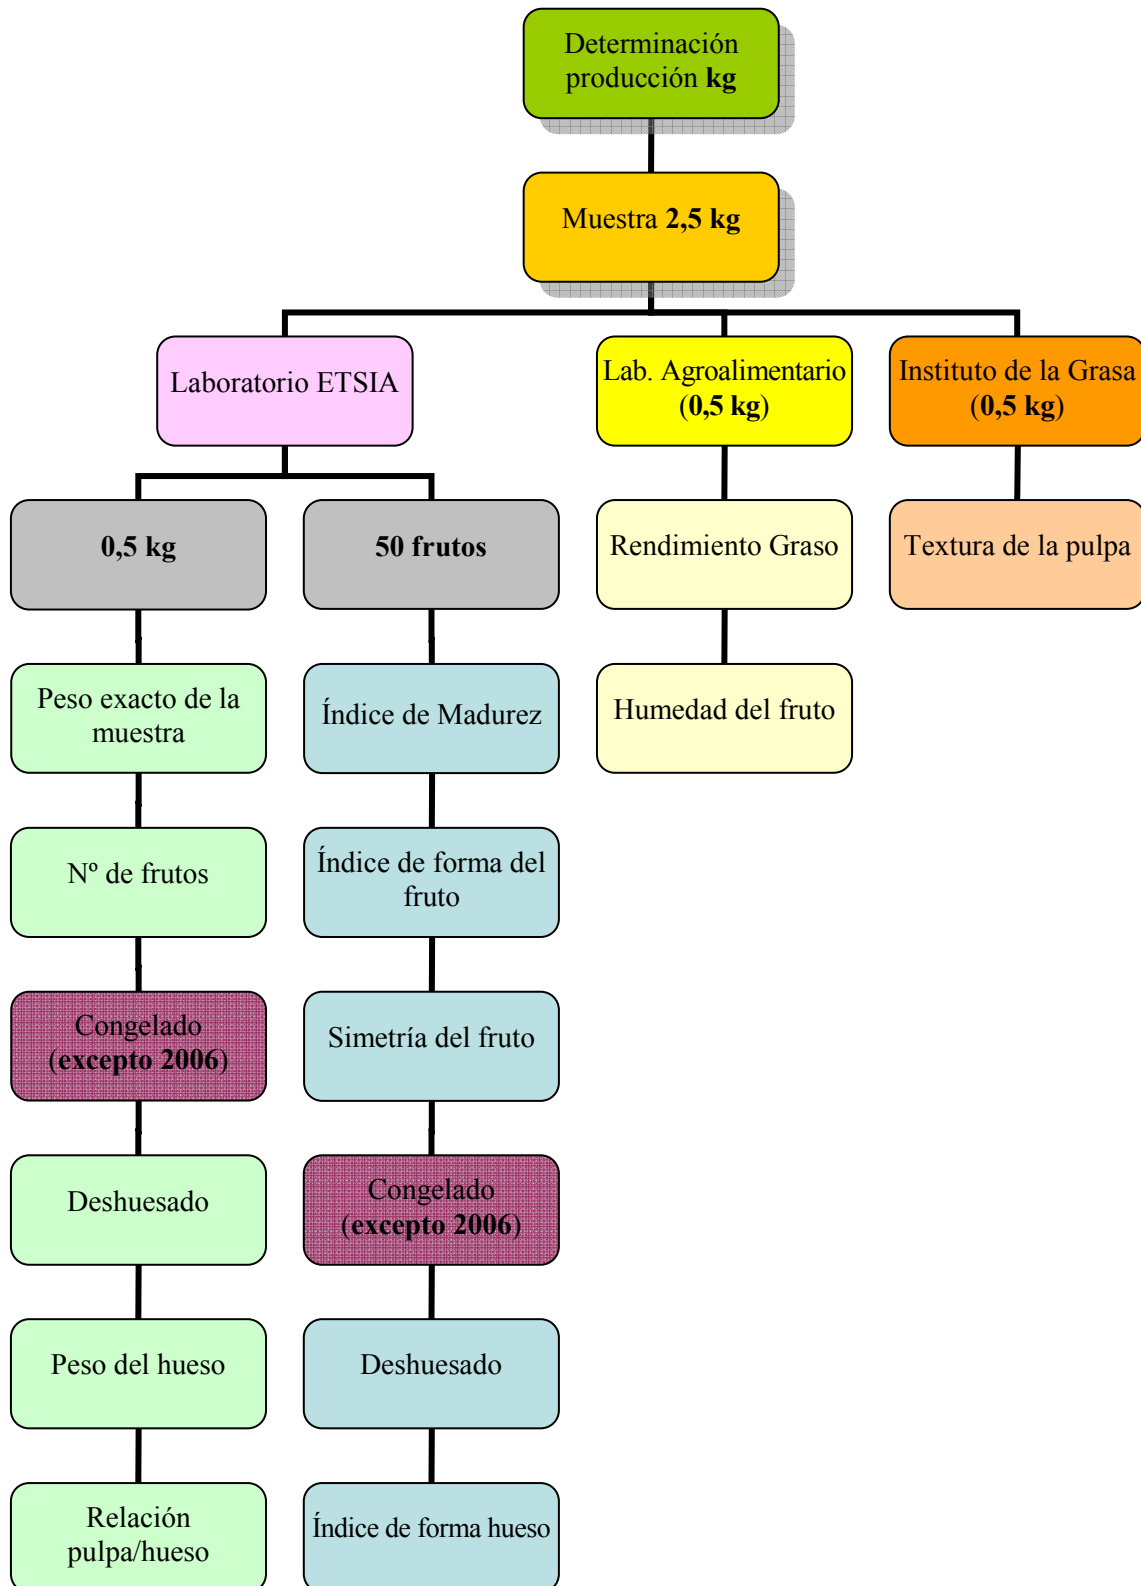 Determinación
producción kg
Muestra 2,5 kg
Laboratorio ETSIA
Lab. Agroalimentario
(0,5 kg)
Instituto de la Grasa
(0,5 kg)
0,5 kg
50 frutos
Rendimiento Graso
Textura de la pulpa
Peso exacto de la
muestra
Índice de Madurez
Humedad del fruto
Nº de frutos
Índice de forma del
fruto
Congelado
(excepto 2006)
Simetría del fruto
Deshuesado
Congelado
(excepto 2006)
Peso del hueso
Deshuesado
Relación
pulpa/hueso
Índice de forma hueso